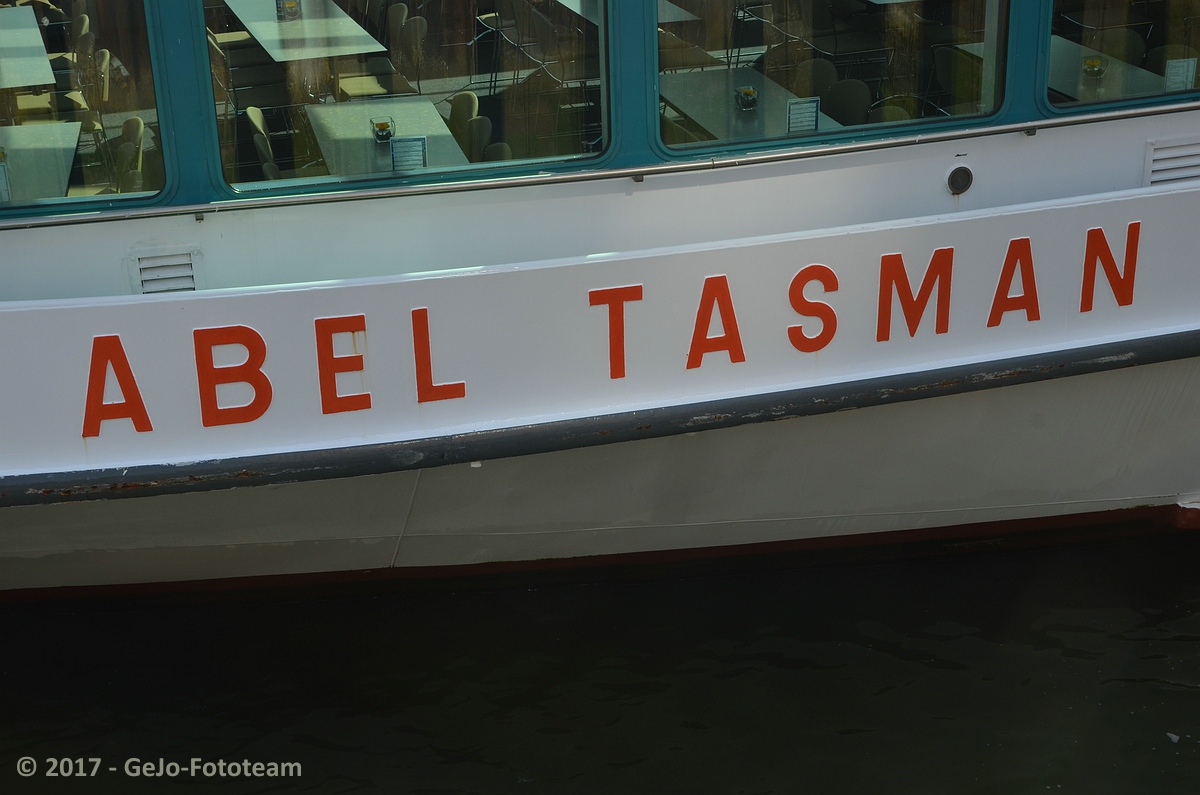 ABEL TASMAN
© 2017 - GeJo-Fototeam